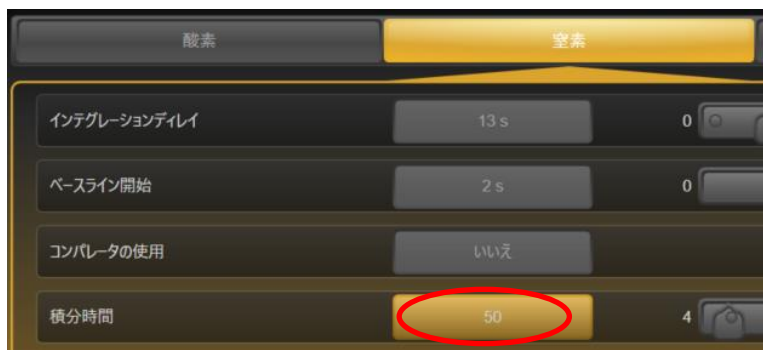 酸素 窒素
インテグレーションディレイ 13 s 0
ベースライン開始 2 s 0
コンパレータの使用 いいえ
積分時間 50 4